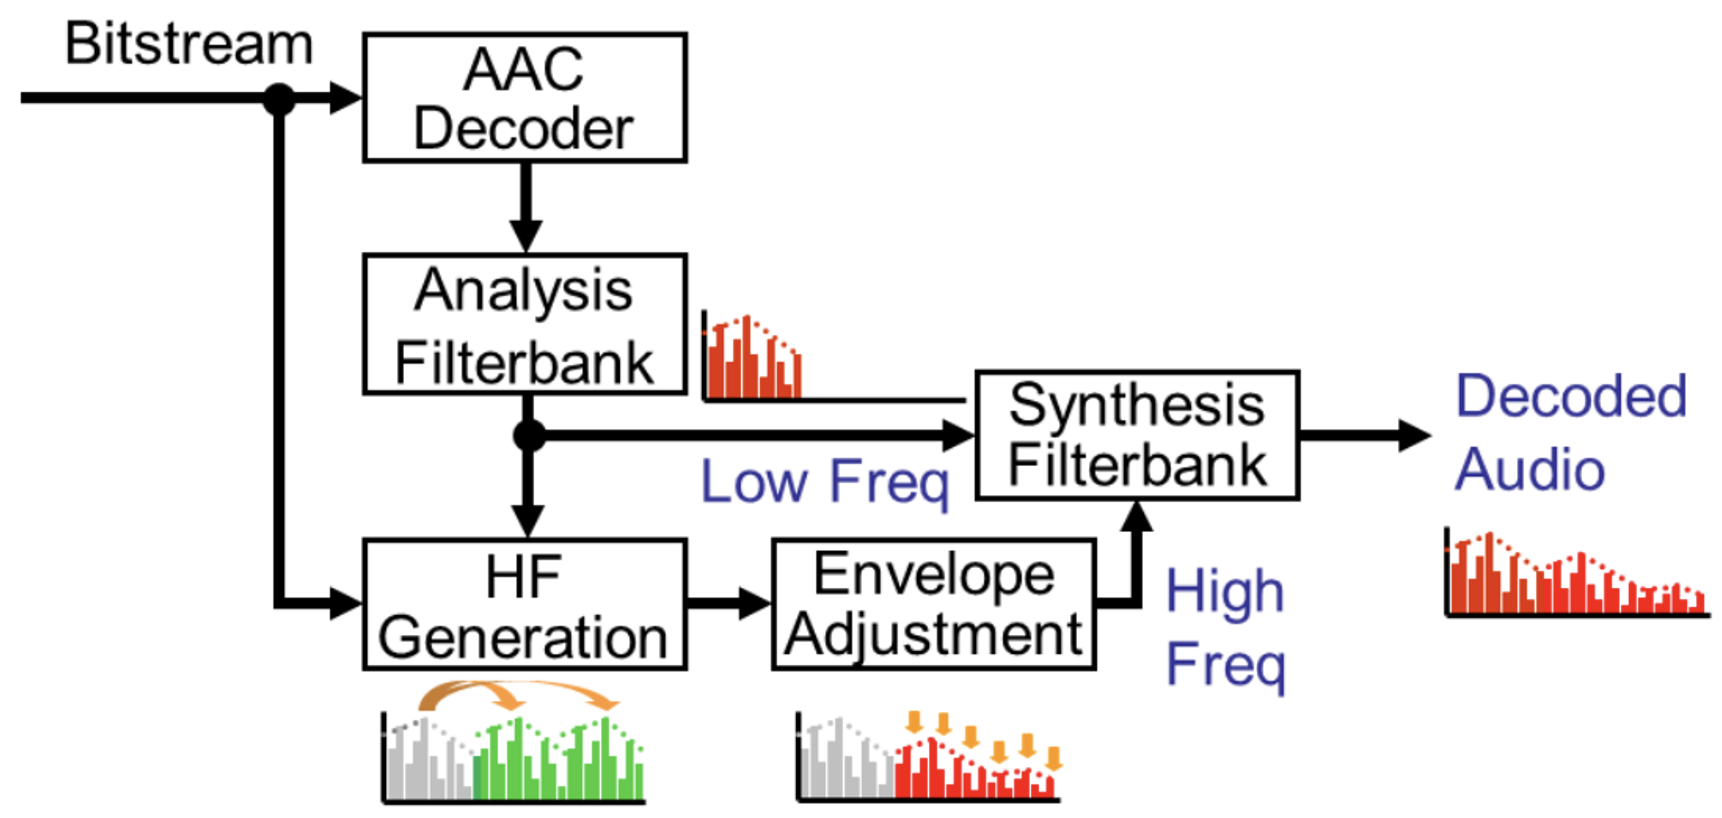 Bitstream
AAC
Decoder
Analysis
Filterbank
Low Freq
Synthesis
Filterbank
Decoded
Audio
HF
Generation
Envelope
Adjustment
High
Freq